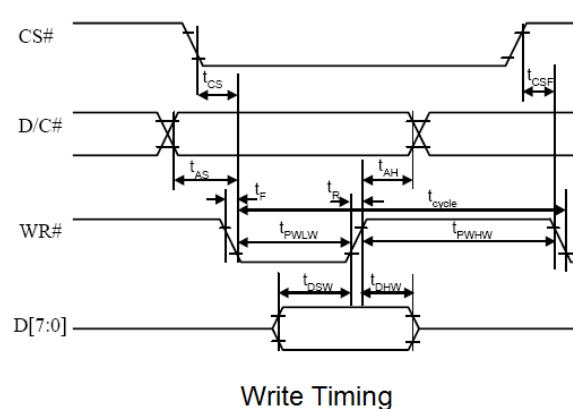 CS#
tCS
tCSF
D/C#
tAS
tAH
tF
tR
tcycle
WR#
tPWLW
tPWHW
tDSW
tDHW
D[7:0]
Write Timing